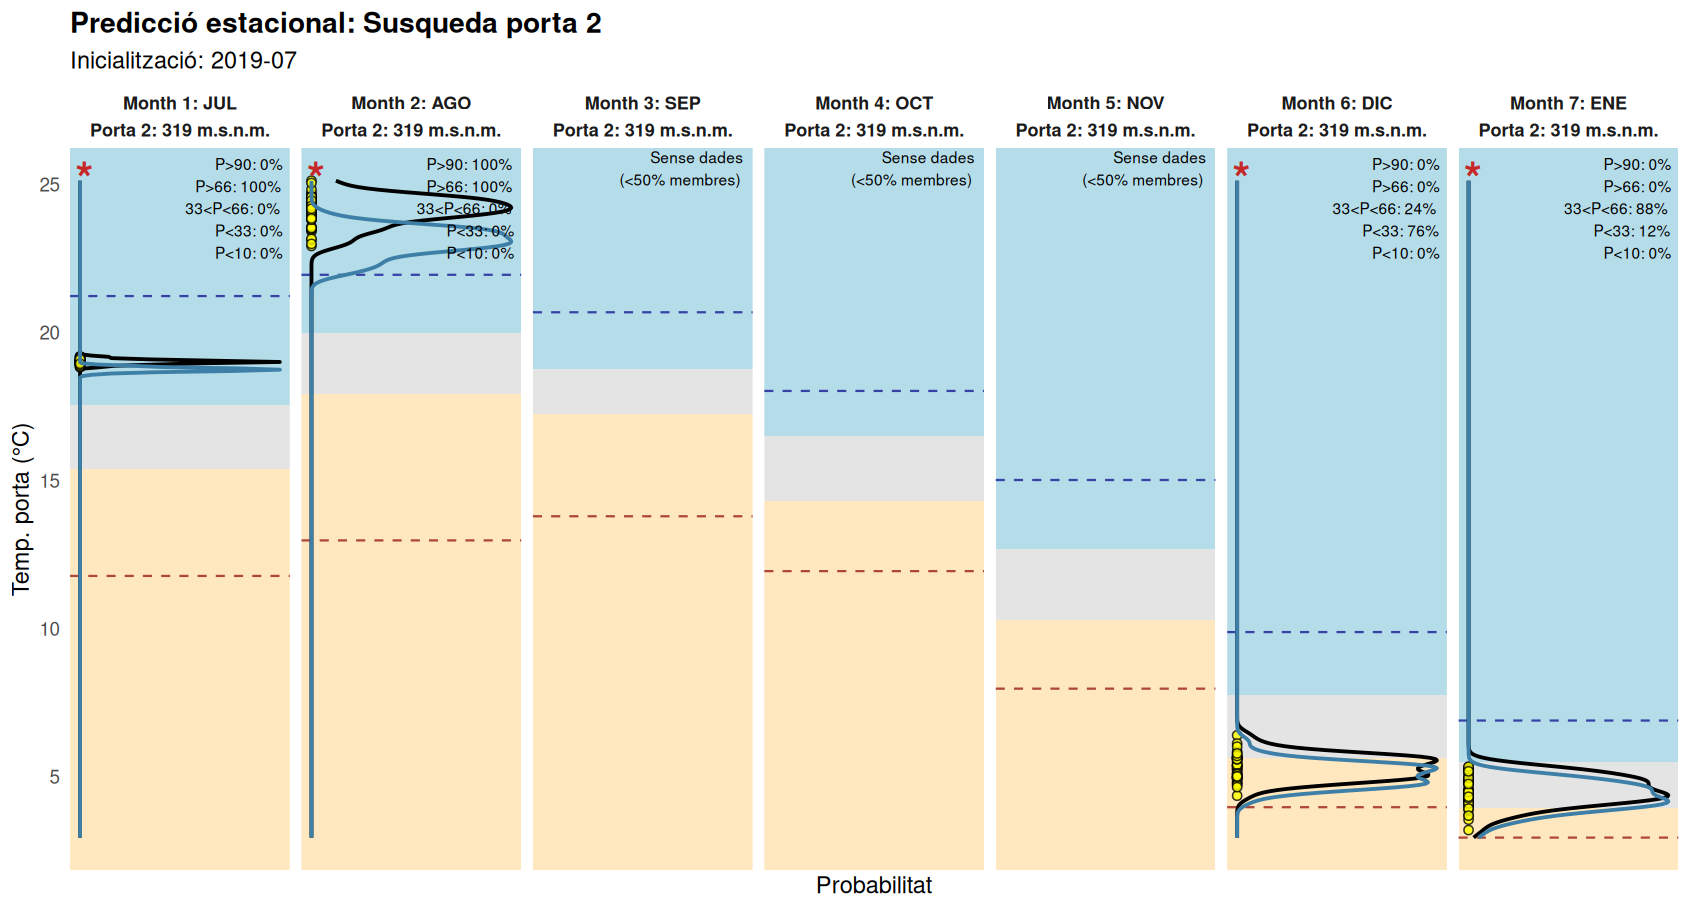 Predicció estacional: Susqueda porta 2
Inicialització: 2019-07
Month 1: JUL
Porta 2: 319 m.s.n.m.
Month 2: AGO
Porta 2: 319 m.s.n.m.
Month 3: SEP
Porta 2: 319 m.s.n.m.
Month 4: OCT
Porta 2: 319 m.s.n.m.
Month 5: NOV
Porta 2: 319 m.s.n.m.
Month 6: DIC
Porta 2: 319 m.s.n.m.
Month 7: ENE
Porta 2: 319 m.s.n.m.
*
P>90: 0%
P>66: 100%
33<P<66: 0%
P<33: 0%
P<10: 0%
*
P>90: 100%
P>66: 100%
33<P<66: 0%
P<33: 0%
P<10: 0%
Sense dades
(<50% membres)
Sense dades
(<50% membres)
Sense dades
(<50% membres)
*
P>90: 0%
P>66: 0%
33<P<66: 24%
P<33: 76%
P<10: 0%
*
P>90: 0%
P>66: 0%
33<P<66: 88%
P<33: 12%
P<10: 0%
25
20
15
10
5
Temp. porta (°C)
Probabilitat